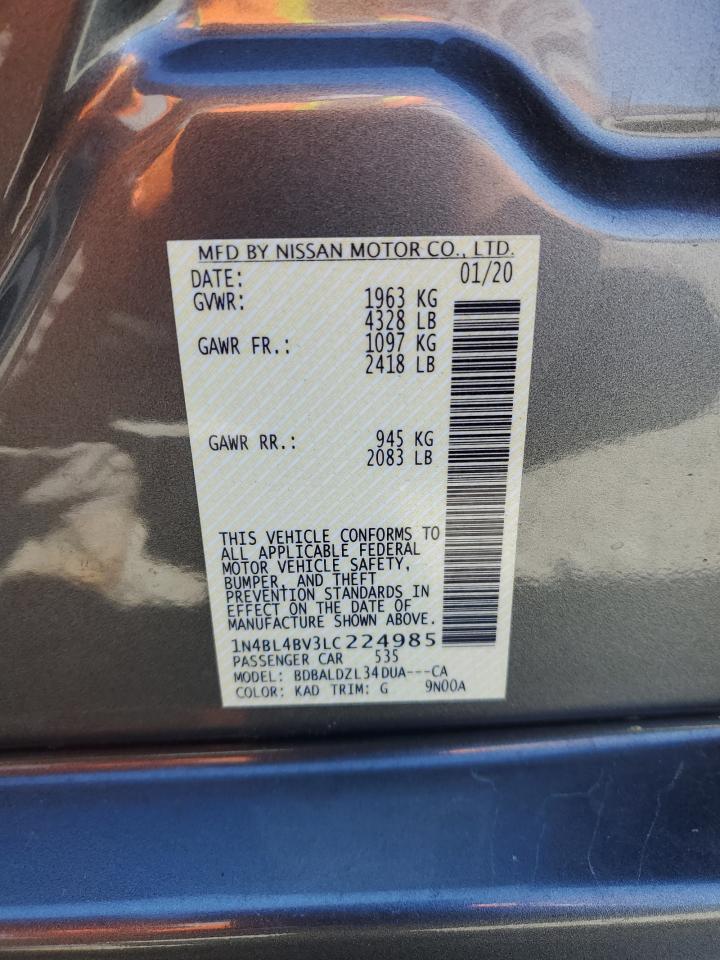 MFD BY NISSAN MOTOR CO., LTD.
DATE: 01/20
GVWR: 1963 KG
4328 LB
GAWR FR.: 1097 KG
2418 LB
GAWR RR.: 945 KG
2083 LB
THIS VEHICLE CONFORMS TO
ALL APPLICABLE FEDERAL
MOTOR VEHICLE SAFETY,
BUMPER, AND THEFT
PREVENTION STANDARDS IN
EFFECT ON THE DATE OF
MANUFACTURE SHOWN ABOVE.
1N4BL4BV3LC224985
PASSENGER CAR 535
MODEL: BDBALDZL34DUA---CA
COLOR: KAD TRIM: G 9N00A